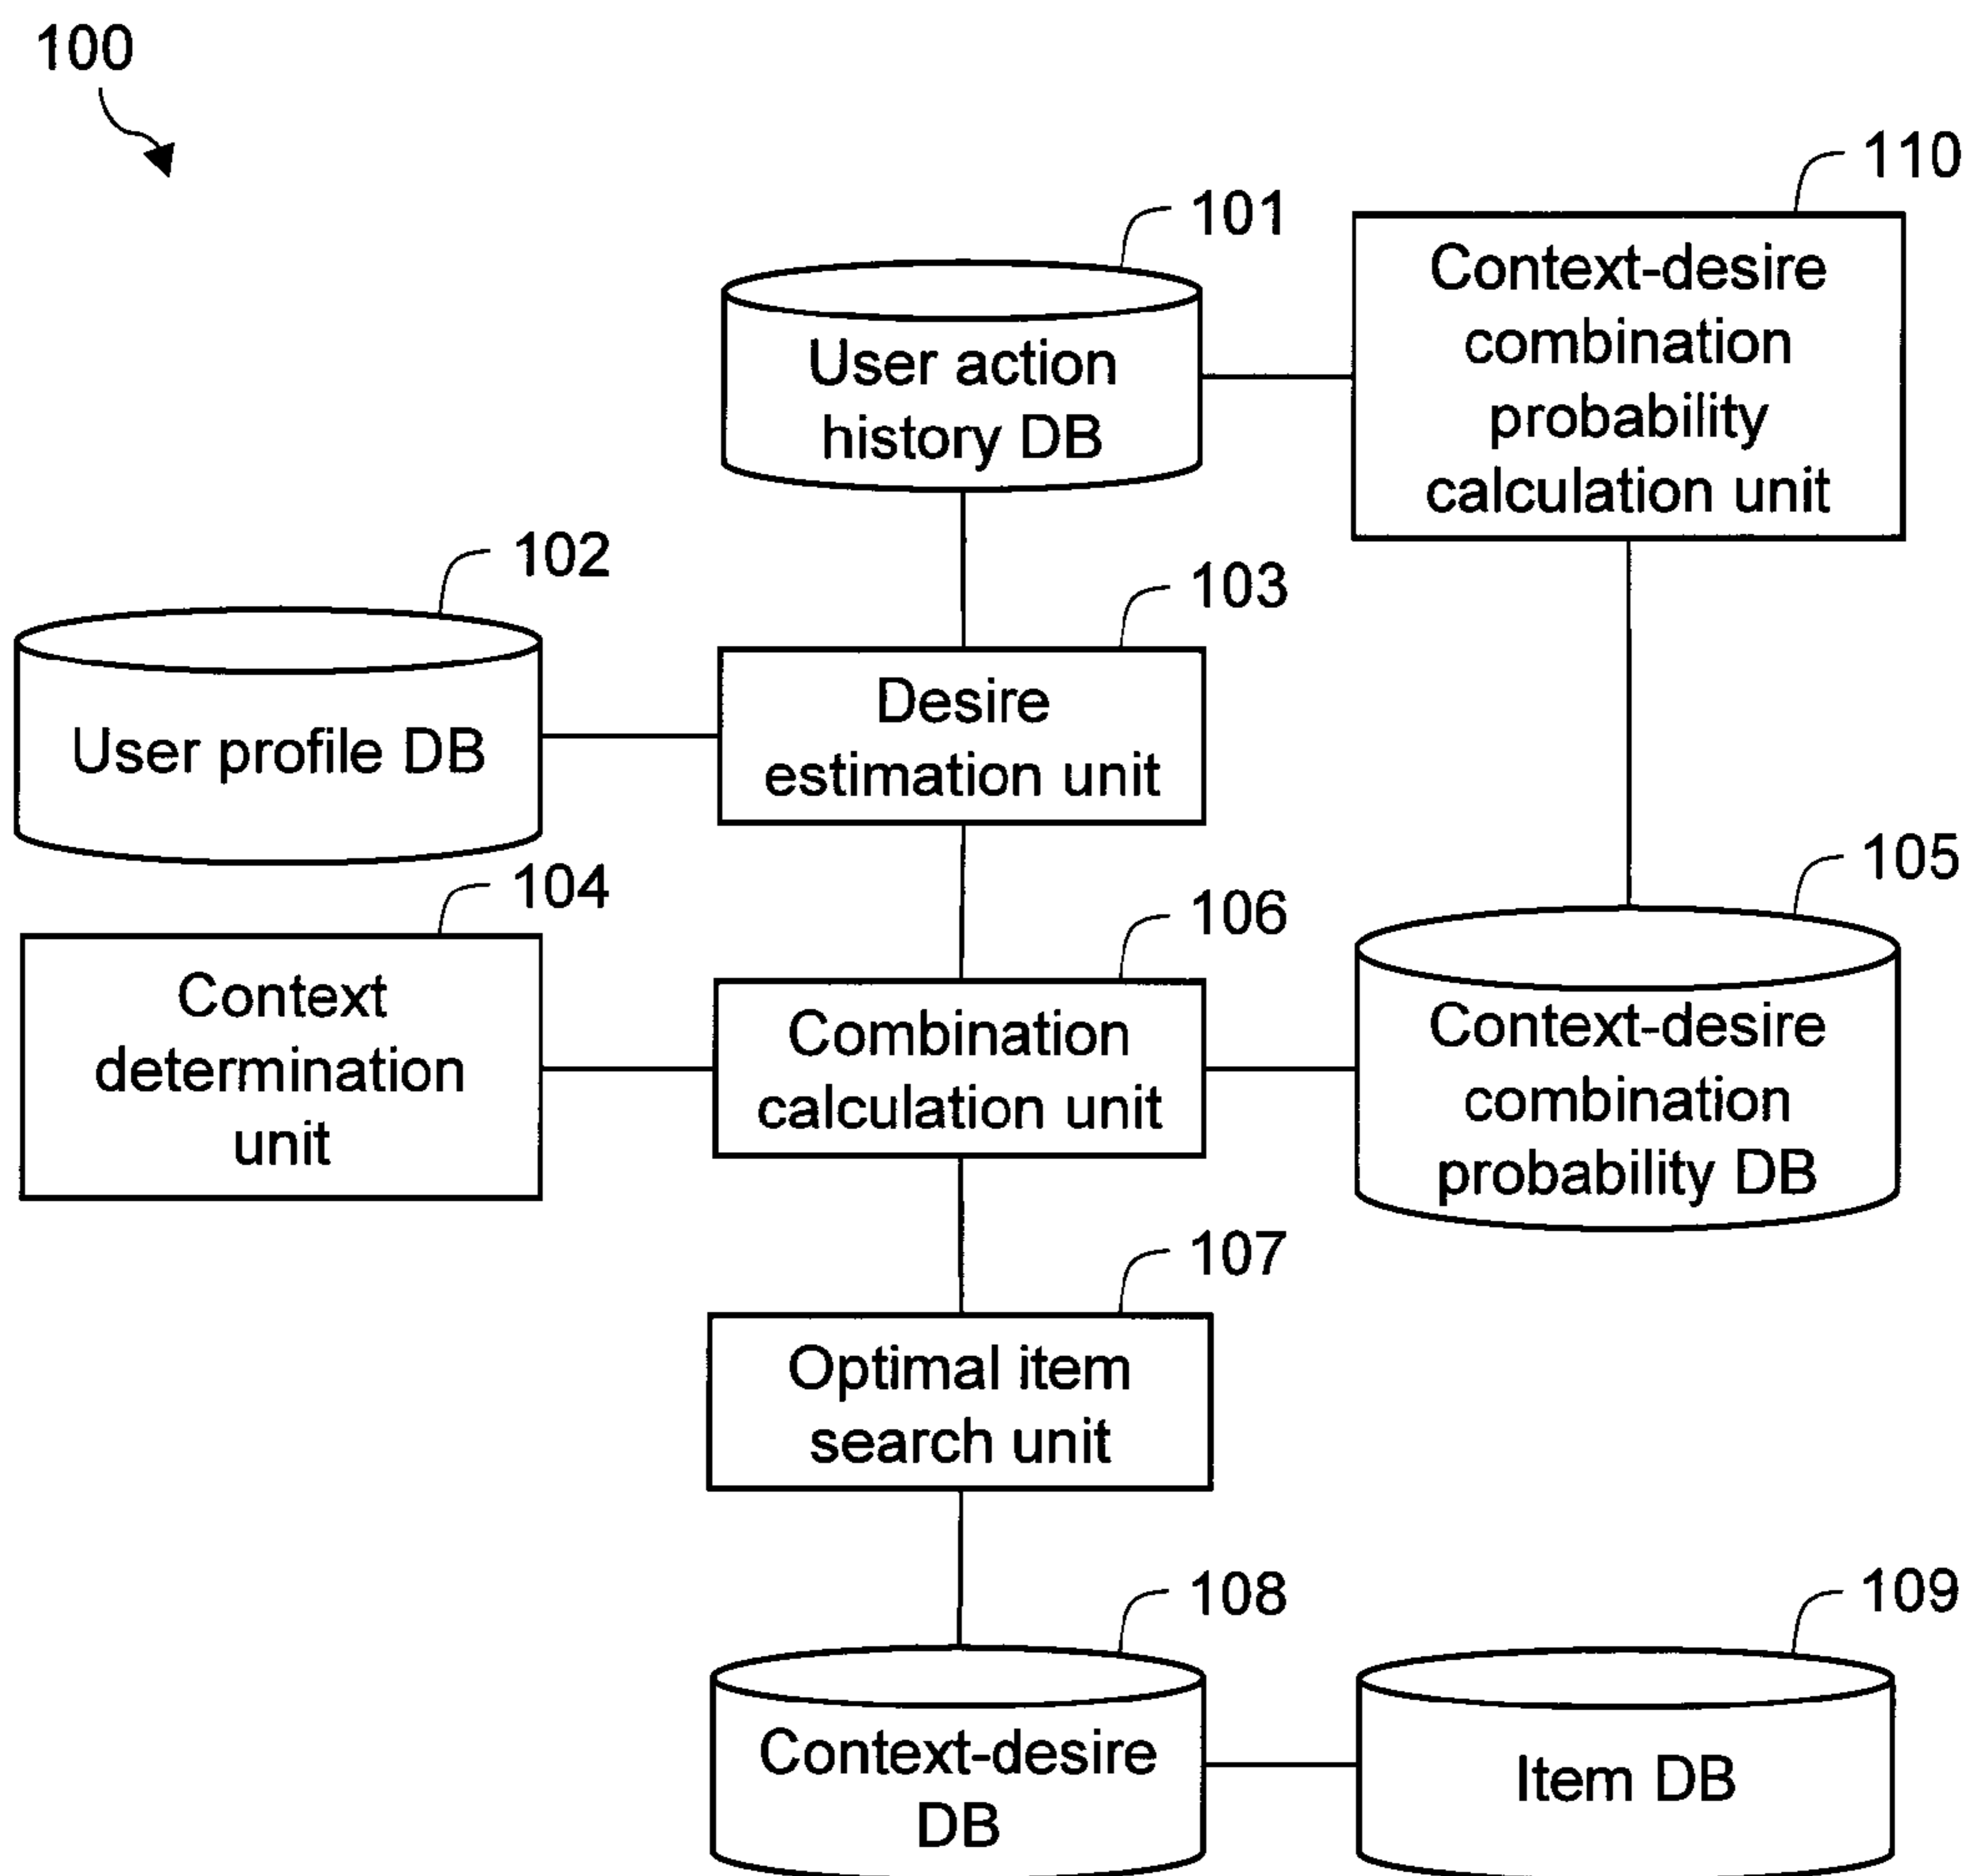 100
110
101
Context-desire
combination
probability
calculation unit
User action
history DB
102
103
User profile DB
Desire
estimation unit
104
105
106
Context
determination
unit
Combination
calculation unit
Context-desire
combination
probability DB
107
Optimal item
search unit
108
109
Context-desire
DB
Item DB